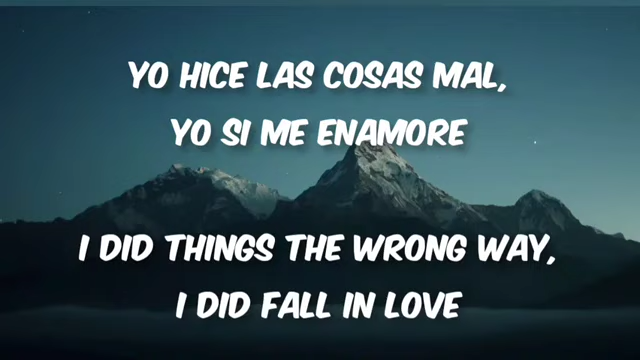 YO HICE LAS COSAS MAL,
YO SI ME ENAMORE
I DID THINGS THE WRONG WAY,
I DID FALL IN LOVE